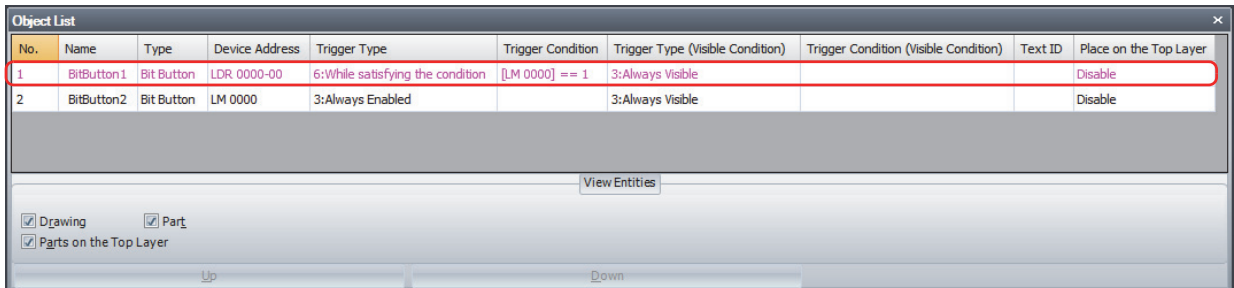 Object List
No. Name Type Device Address Trigger Type Trigger Condition Trigger Type (Visible Condition) Trigger Condition (Visible Condition) Text ID Place on the Top Layer
1 BitButton1 Bit Button LDR 0000-00 6:While satisfying the condition [LM 0000] == 1 3:Always Visible Disable
2 BitButton2 Bit Button LM 0000 3:Always Enabled 3:Always Visible Disable
View Entities
Drawing Part
Parts on the Top Layer
Up Down